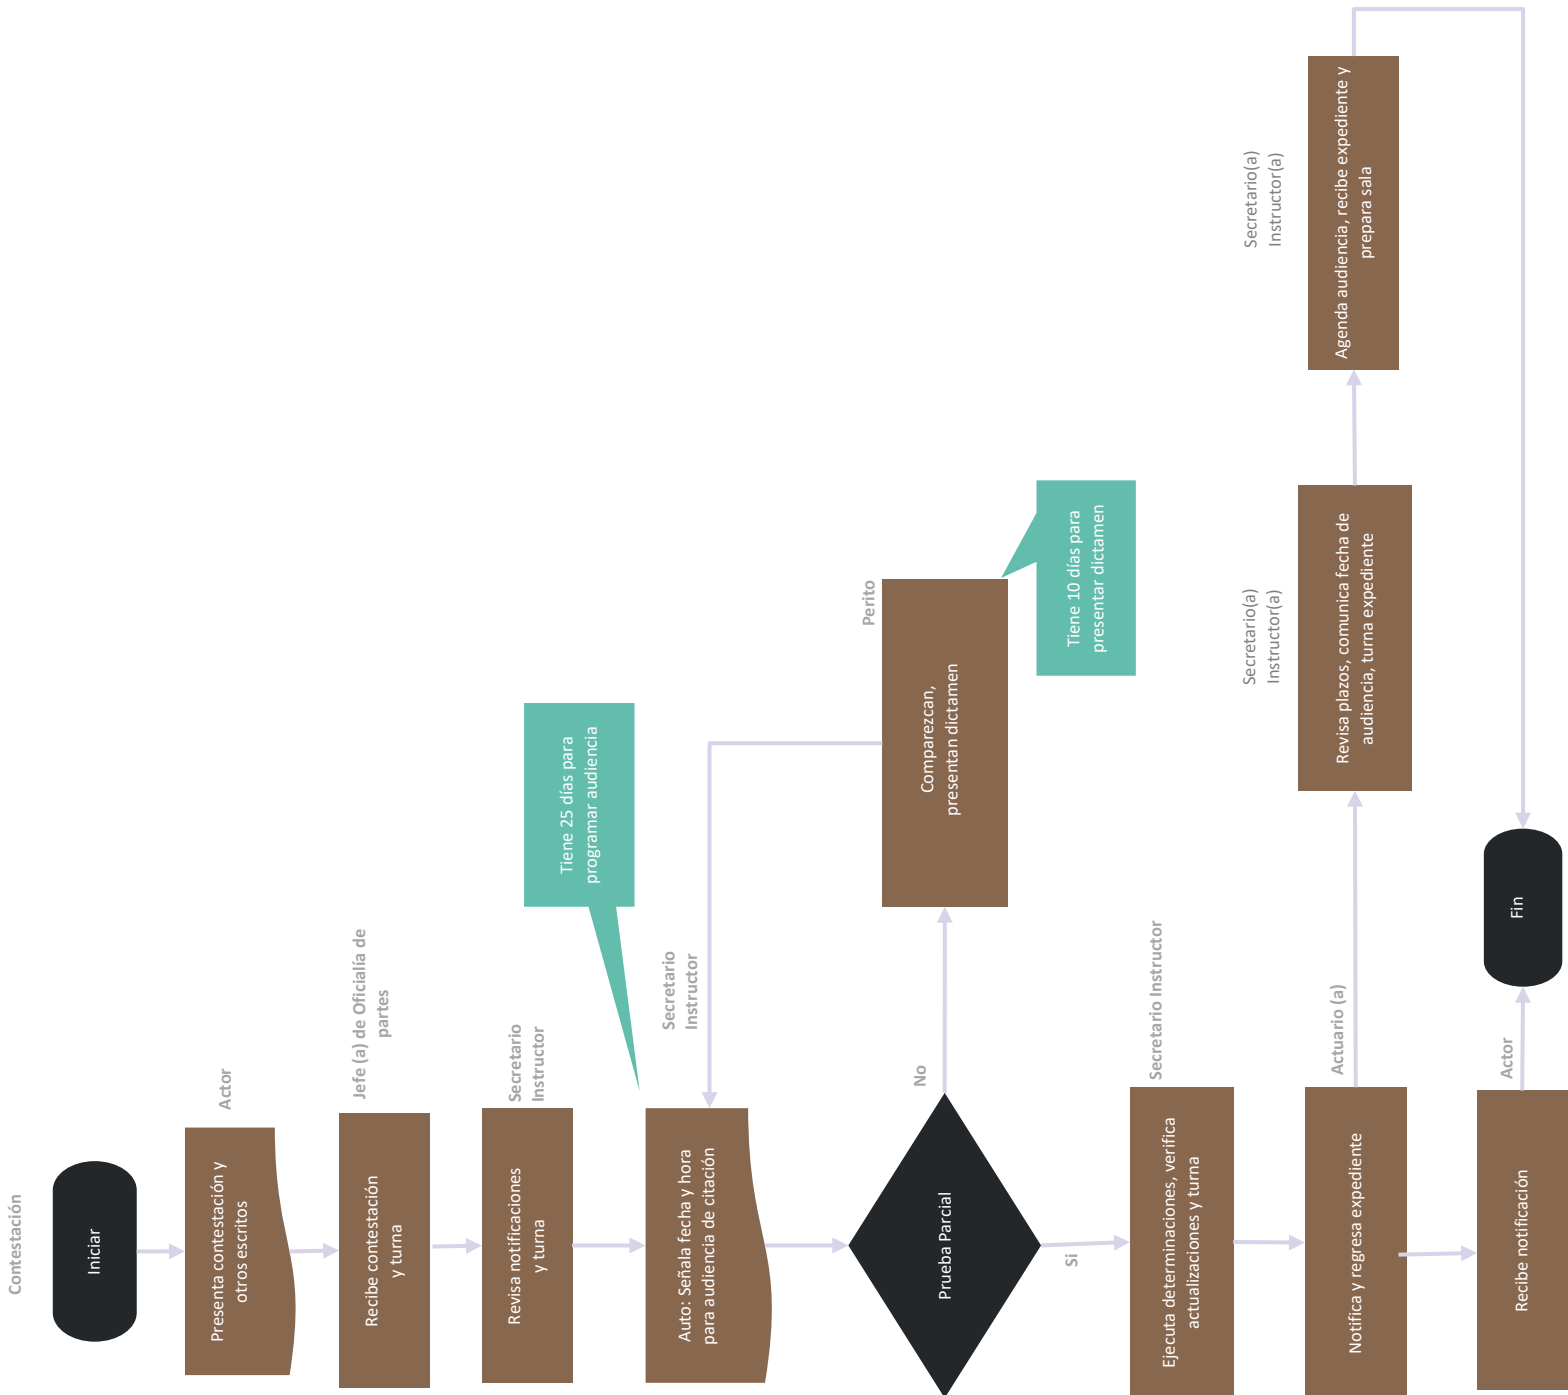 Contestación
Iniciar
Actor
Presenta contestación y
otros escritos
Jefe (a) de Oficialía de
partes
Recibe contestación
y turna
Secretario
Instructor
Revisa notificaciones
y turna
Tiene 25 días para
programar audiencia
Secretario
Instructor
Auto: Señala fecha y hora
para audiencia de citación
Prueba Parcial
No
Perito
Comparezcan,
presentan dictamen
Tiene 10 días para
presentar dictamen
Si
Secretario Instructor
Ejecuta determinaciones, verifica
actualizaciones y turna
Actuario (a)
Notifica y regresa expediente
Secretario(a)
Instructor(a)
Revisa plazos, comunica fecha de
audiencia, turna expediente
Secretario(a)
Instructor(a)
Agenda audiencia, recibe expediente y
prepara sala
Actor
Recibe notificación
Fin